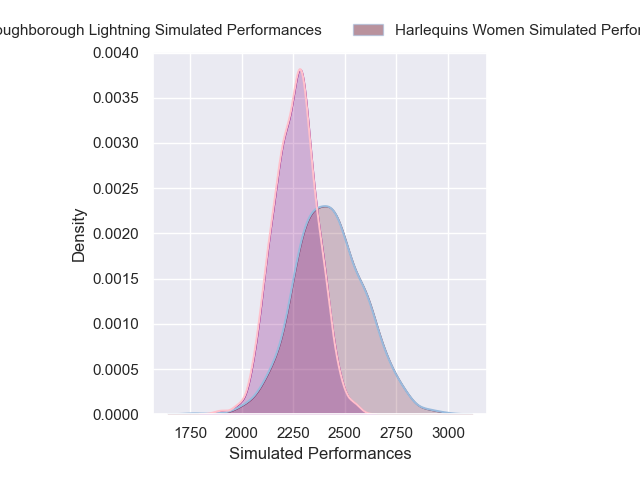 oughborough Lightning Simulated Performances
Harlequins Women Simulated Perfor
0.0040
0.0035
0.0030
0.0025
0.0020
0.0015
0.0010
0.0005
0.0000
Density
1750 2000 2250 2500 2750 3000
Simulated Performances